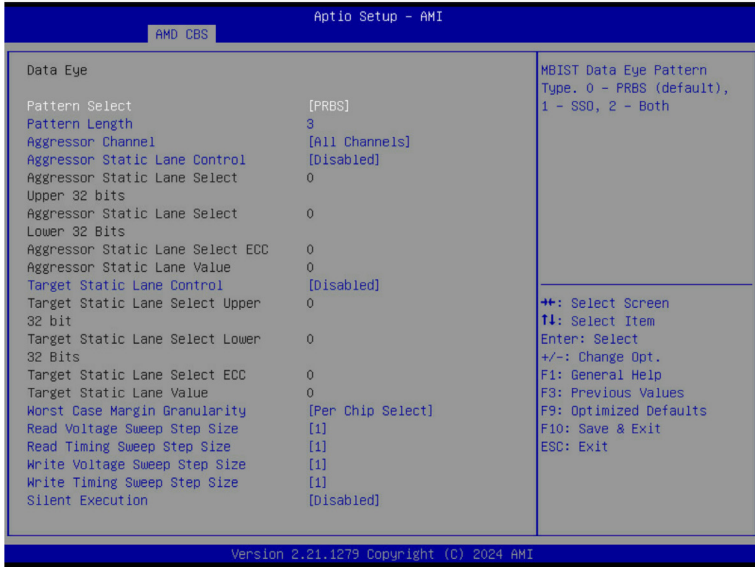 Aptio Setup – AMI
AMD CBS
Data Eye
Pattern Select [PRBS]
Pattern Length 3
Aggressor Channel [All Channels]
Aggressor Static Lane Control [Disabled]
Aggressor Static Lane Select 0
Upper 32 bits
Aggressor Static Lane Select 0
Lower 32 Bits
Aggressor Static Lane Select ECC 0
Aggressor Static Lane Value 0
Target Static Lane Control [Disabled]
Target Static Lane Select Upper 0
32 bit
Target Static Lane Select Lower 0
32 Bits
Target Static Lane Select ECC 0
Target Static Lane Value 0
Worst Case Margin Granularity [Per Chip Select]
Read Voltage Sweep Step Size [1]
Read Timing Sweep Step Size [1]
Write Voltage Sweep Step Size [1]
Write Timing Sweep Step Size [1]
Silent Execution [Disabled]
MBIST Data Eye Pattern
Type. 0 – PRBS (default),
1 – SSO, 2 – Both
→←: Select Screen
↑↓: Select Item
Enter: Select
+/-: Change Opt.
F1: General Help
F3: Previous Values
F9: Optimized Defaults
F10: Save & Exit
ESC: Exit
Version 2.21.1279 Copyright (C) 2024 AMI